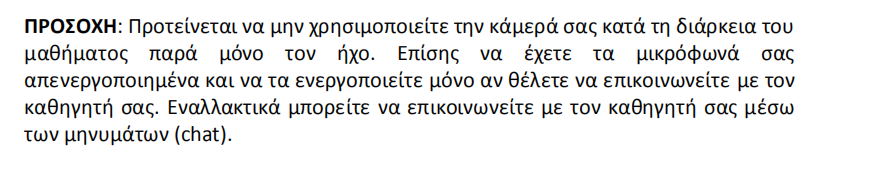 ΠΡΟΣΟΧΗ: Προτείνεται να μην χρησιμοποιείτε την κάμερά σας κατά τη διάρκεια του
μαθήματος παρά μόνο τον ήχο. Επίσης να έχετε τα μικρόφωνά σας
απενεργοποιημένα και να τα ενεργοποιείτε μόνο αν θέλετε να επικοινωνείτε με τον
καθηγητή σας. Εναλλακτικά μπορείτε να επικοινωνείτε με τον καθηγητή σας μέσω
των μηνυμάτων (chat).